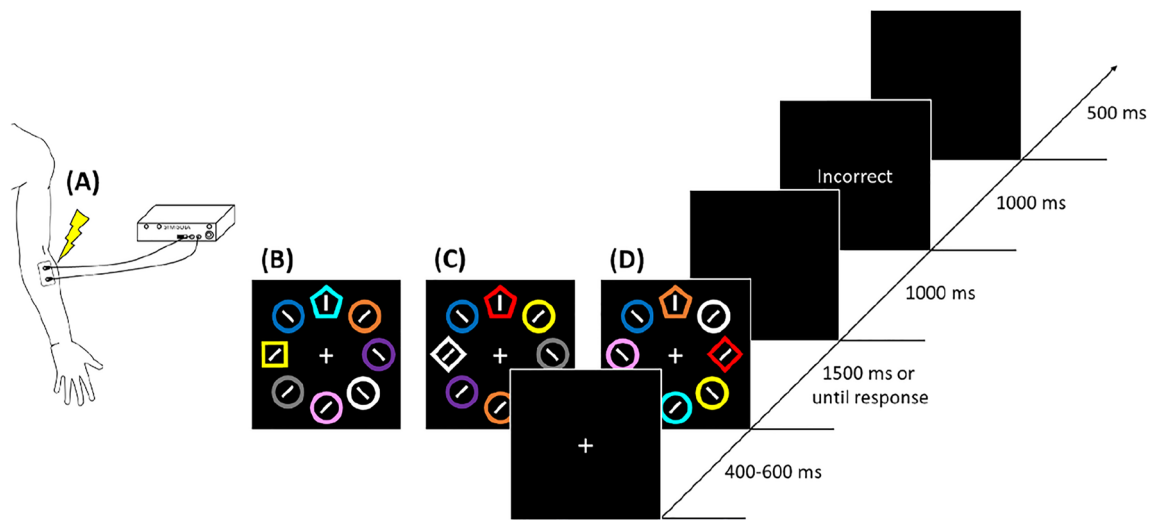 (A)
(B)
(C)
(D)
Incorrect
500 ms
1000 ms
1000 ms
1500 ms or
until response
400-600 ms